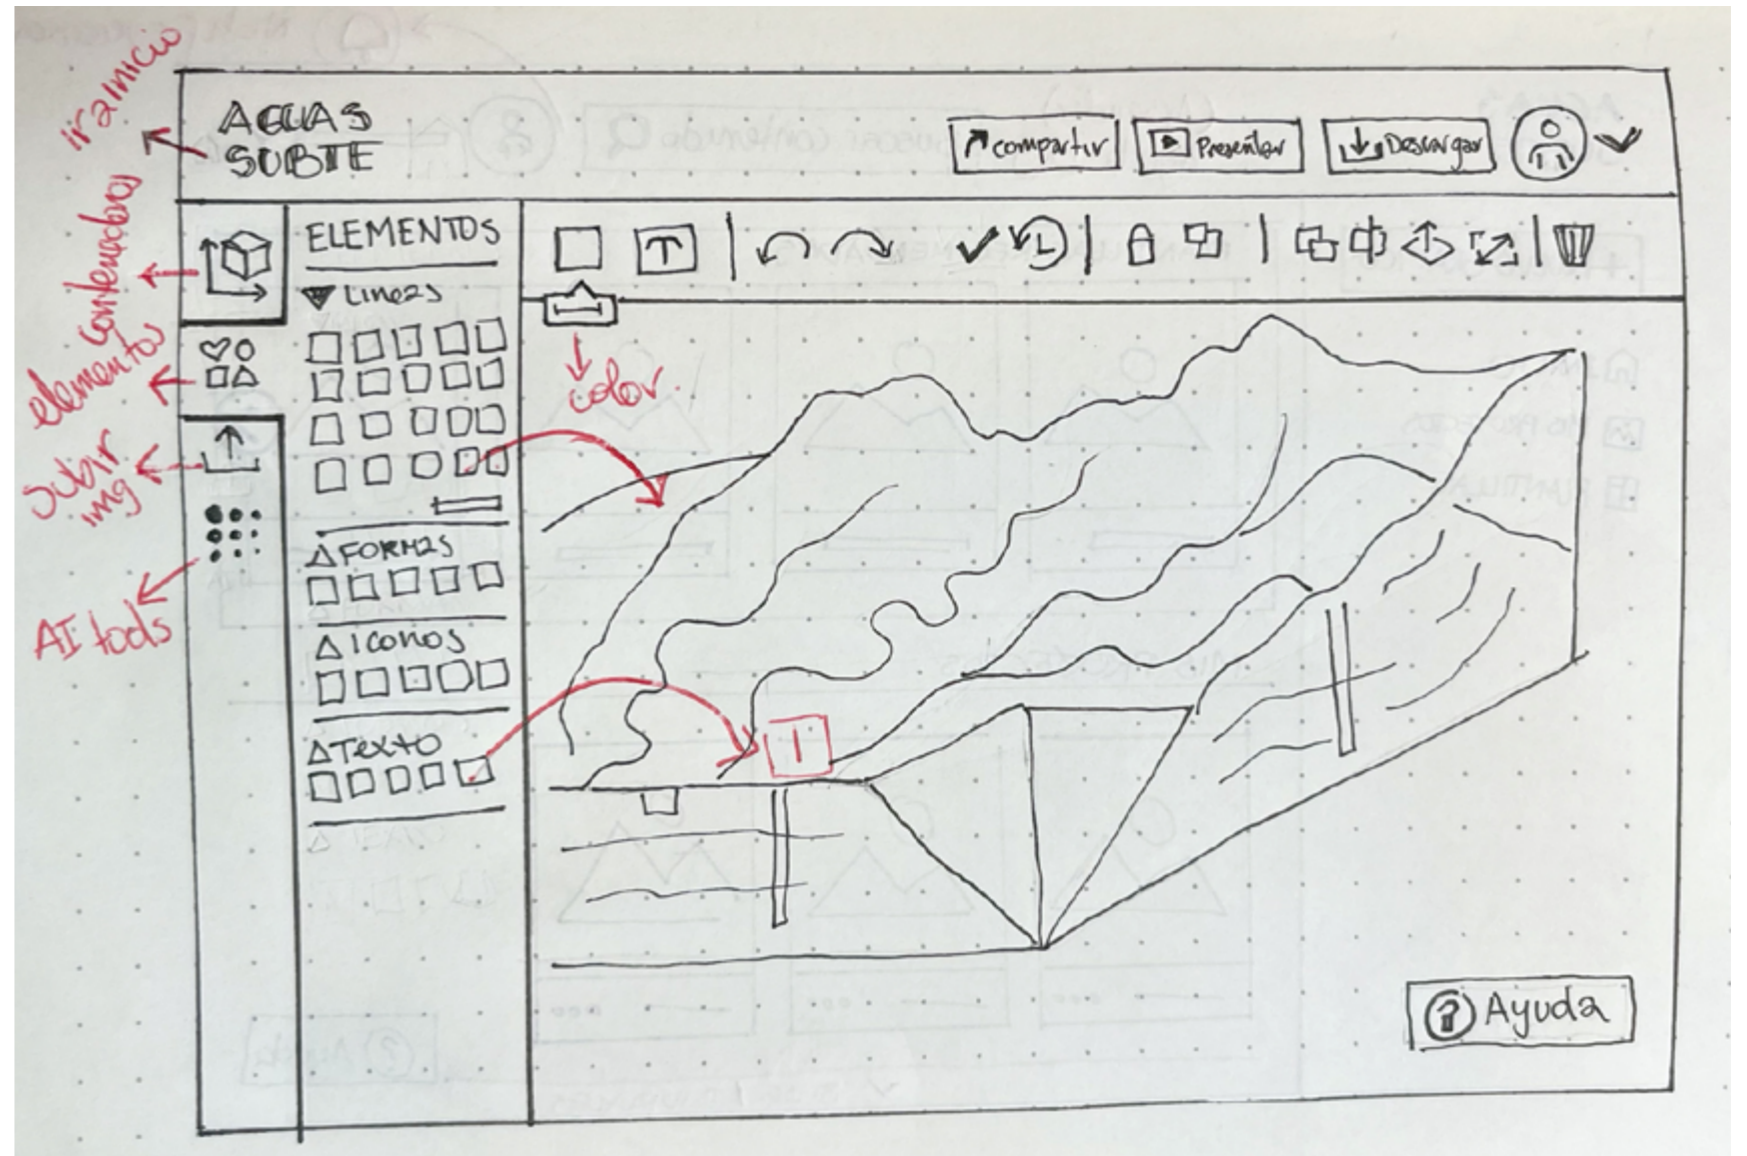 ir a inicio
AGUAS
SUBTE
compartir
Presentar
Descargar
contenedores
ELEMENTOS
T
Lineas
elementos
color
subir
img
FORMAS
AI tools
ICONOS
Texto
T
? Ayuda